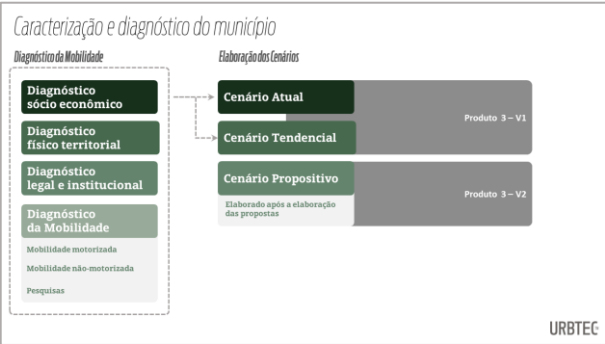 Caracterização e diagnóstico do município
Diagnóstico da Mobilidade
Diagnóstico
sócio econômico
Diagnóstico
físico territorial
Diagnóstico
legal e institucional
Diagnóstico
da Mobilidade
Mobilidade motorizada
Mobilidade não-motorizada
Pesquisas
Elaboração dos Cenários
Cenário Atual
Cenário Tendencial
Produto 3 – V1
Cenário Propositivo
Elaborado após a elaboração
das propostas
Produto 3 – V2
URBTEC